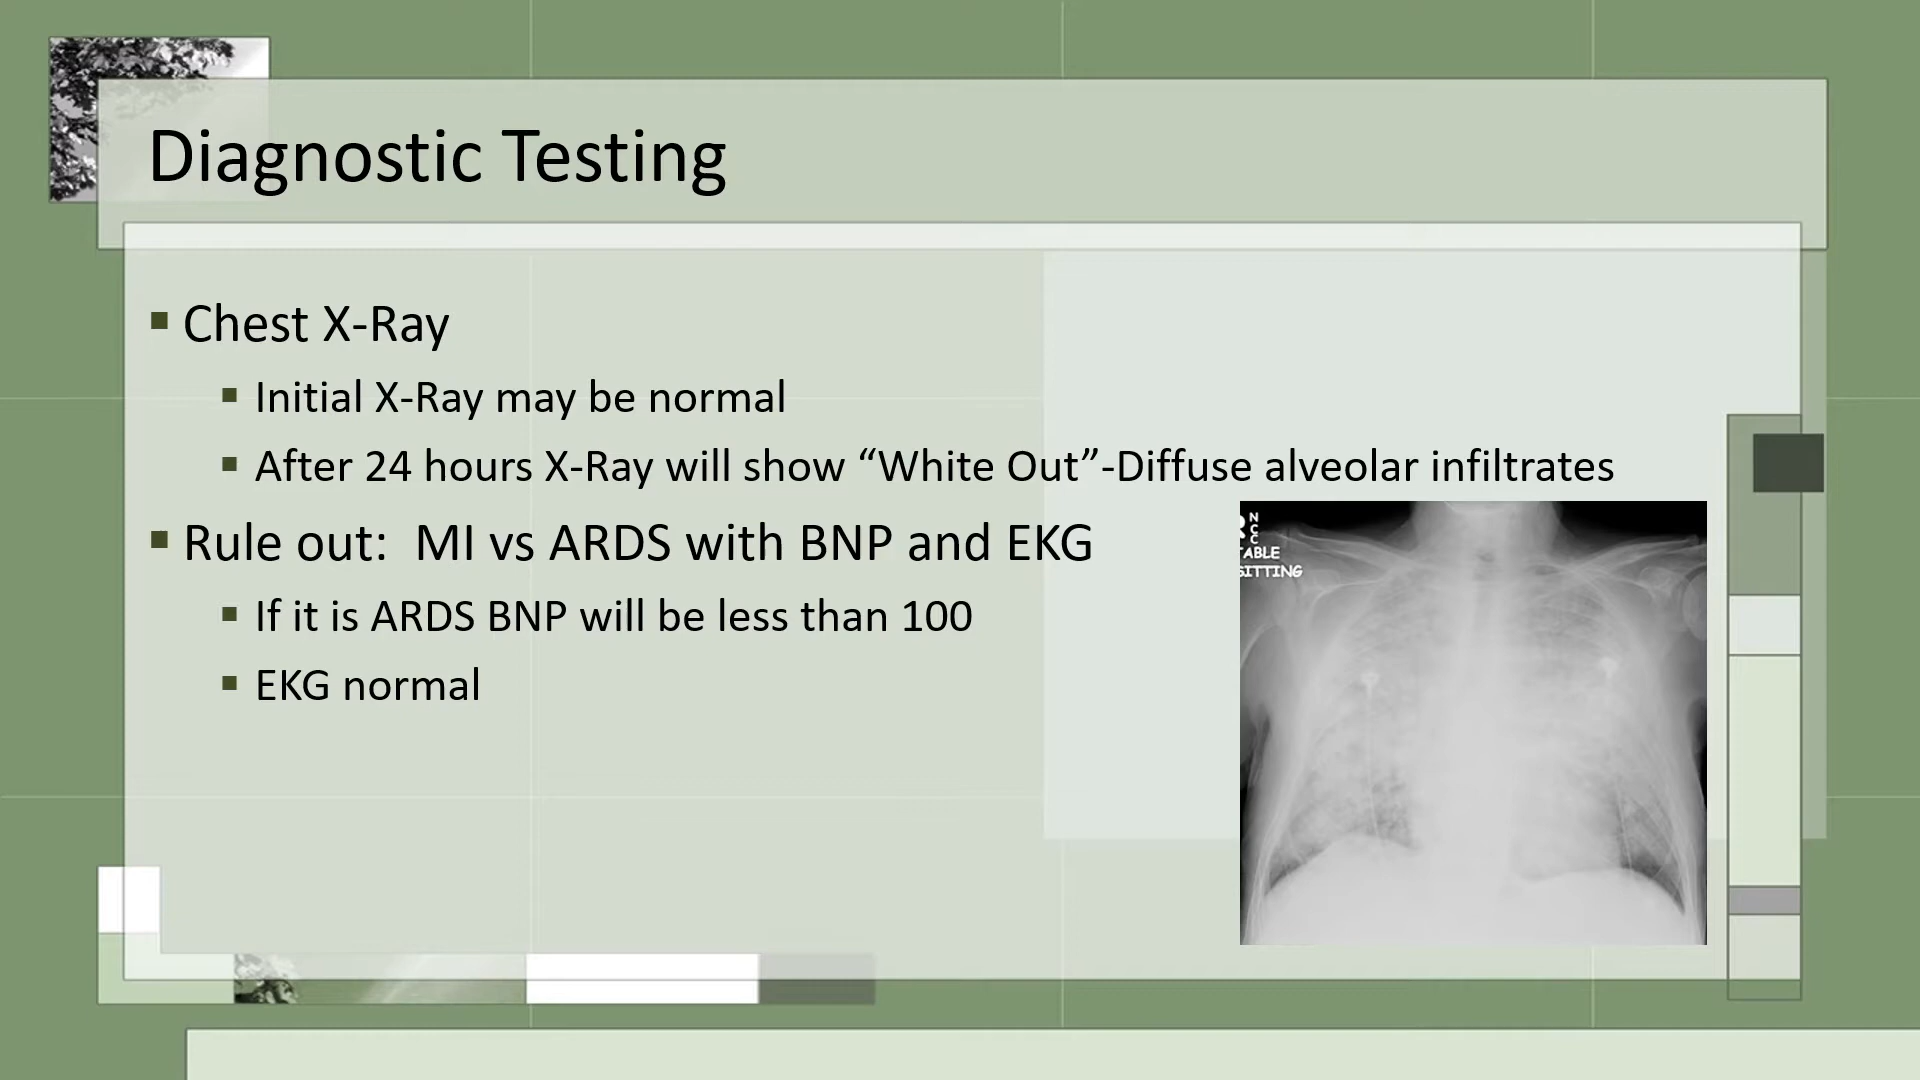 Diagnostic Testing
Chest X-Ray
Initial X-Ray may be normal
After 24 hours X-Ray will show “White Out”-Diffuse alveolar infiltrates
Rule out:  MI vs ARDS with BNP and EKG
If it is ARDS BNP will be less than 100
EKG normal
R NCC
TABLE
SITTING